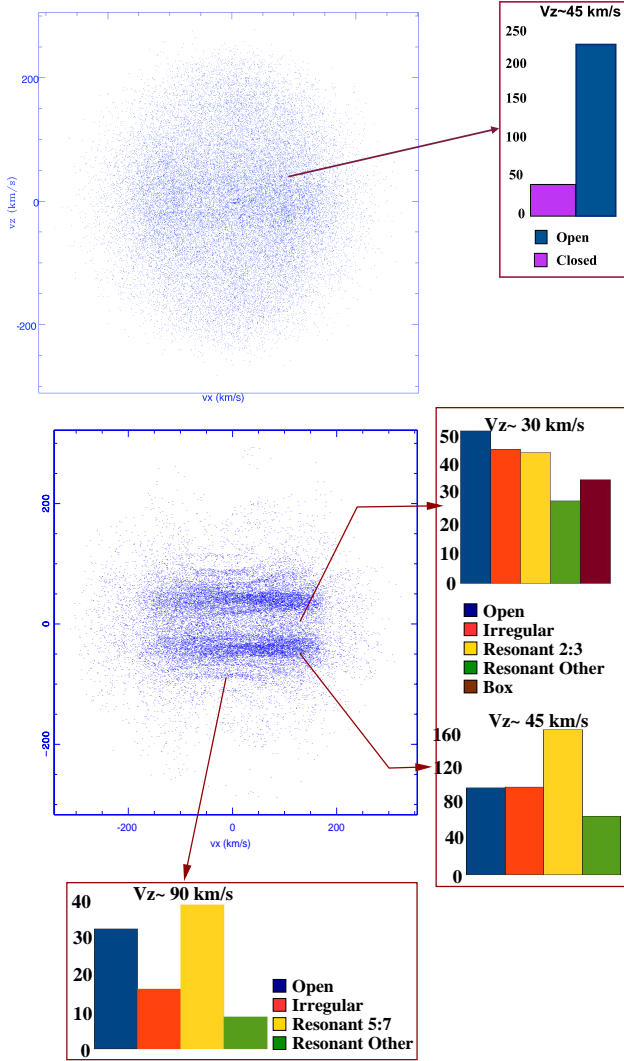 Vz~45 km/s
250
200
150
100
50
0
Open
Closed
200
0
-200
vz (km/s)
vx (km/s)
Vz~ 30 km/s
50
40
30
20
10
0
Open
Irregular
Resonant 2:3
Resonant Other
Box
200
0
-200
-200 0 200
vx (km/s)
Vz~ 45 km/s
160
120
80
40
0
Vz~ 90 km/s
40
30
20
10
0
Open
Irregular
Resonant 5:7
Resonant Other